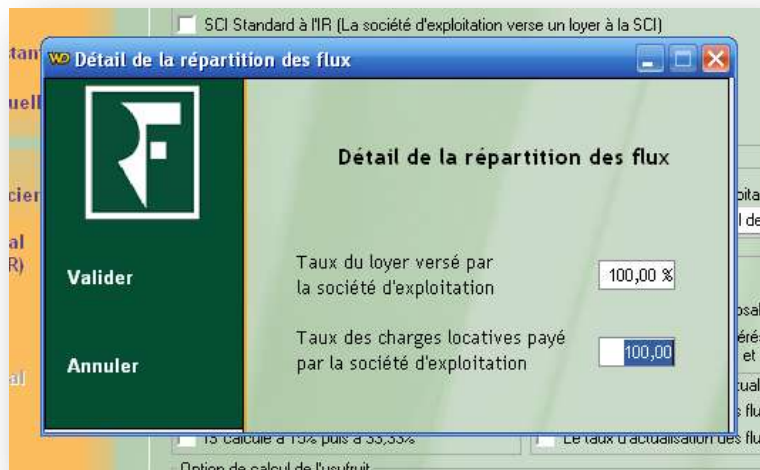 SCI Standard à l'IR (La société d'exploitation verse un loyer à la SCI)
WD Détail de la répartition des flux
Détail de la répartition des flux
Taux du loyer versé par
la société d'exploitation
100,00 %
Valider
Taux des charges locatives payé
par la société d'exploitation
100,00
Annuler
IS calculé à 15% puis à 33,33%
Le taux d'actualisation des flu
Option de calcul de l'usufruit